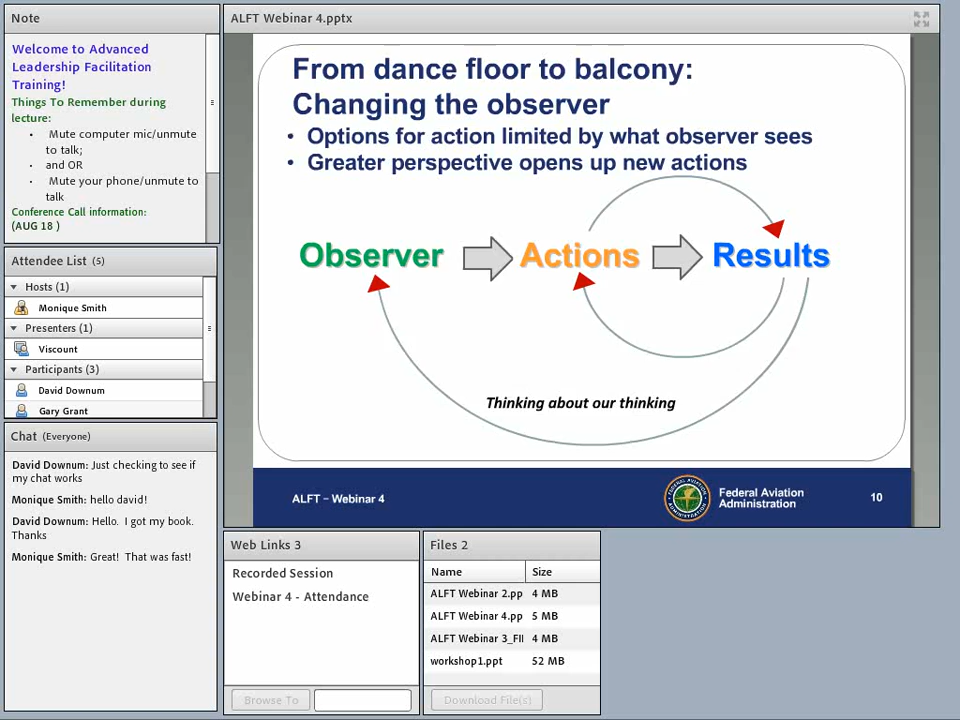 Note
Welcome to Advanced
Leadership Facilitation
Training!
Things To Remember during
lecture:
• Mute computer mic/unmute
to talk;
• and OR
• Mute your phone/unmute to
talk
Conference Call information:
(AUG 18 )
Attendee List (5)
Hosts (1)
Monique Smith
Presenters (1)
Viscount
Participants (3)
David Downum
Gary Grant
Chat (Everyone)
David Downum: Just checking to see if
my chat works
Monique Smith: hello david!
David Downum: Hello. I got my book.
Thanks
Monique Smith: Great! That was fast!
ALFT Webinar 4.pptx
From dance floor to balcony:
Changing the observer
• Options for action limited by what observer sees
• Greater perspective opens up new actions
Observer Actions Results
Thinking about our thinking
ALFT – Webinar 4
Federal Aviation
Administration
10
Web Links 3
Recorded Session
Webinar 4 - Attendance
Browse To
Files 2
Name Size
ALFT Webinar 2.pp 4 MB
ALFT Webinar 4.pp 5 MB
ALFT Webinar 3_FII 4 MB
workshop1.ppt 52 MB
Download File(s)